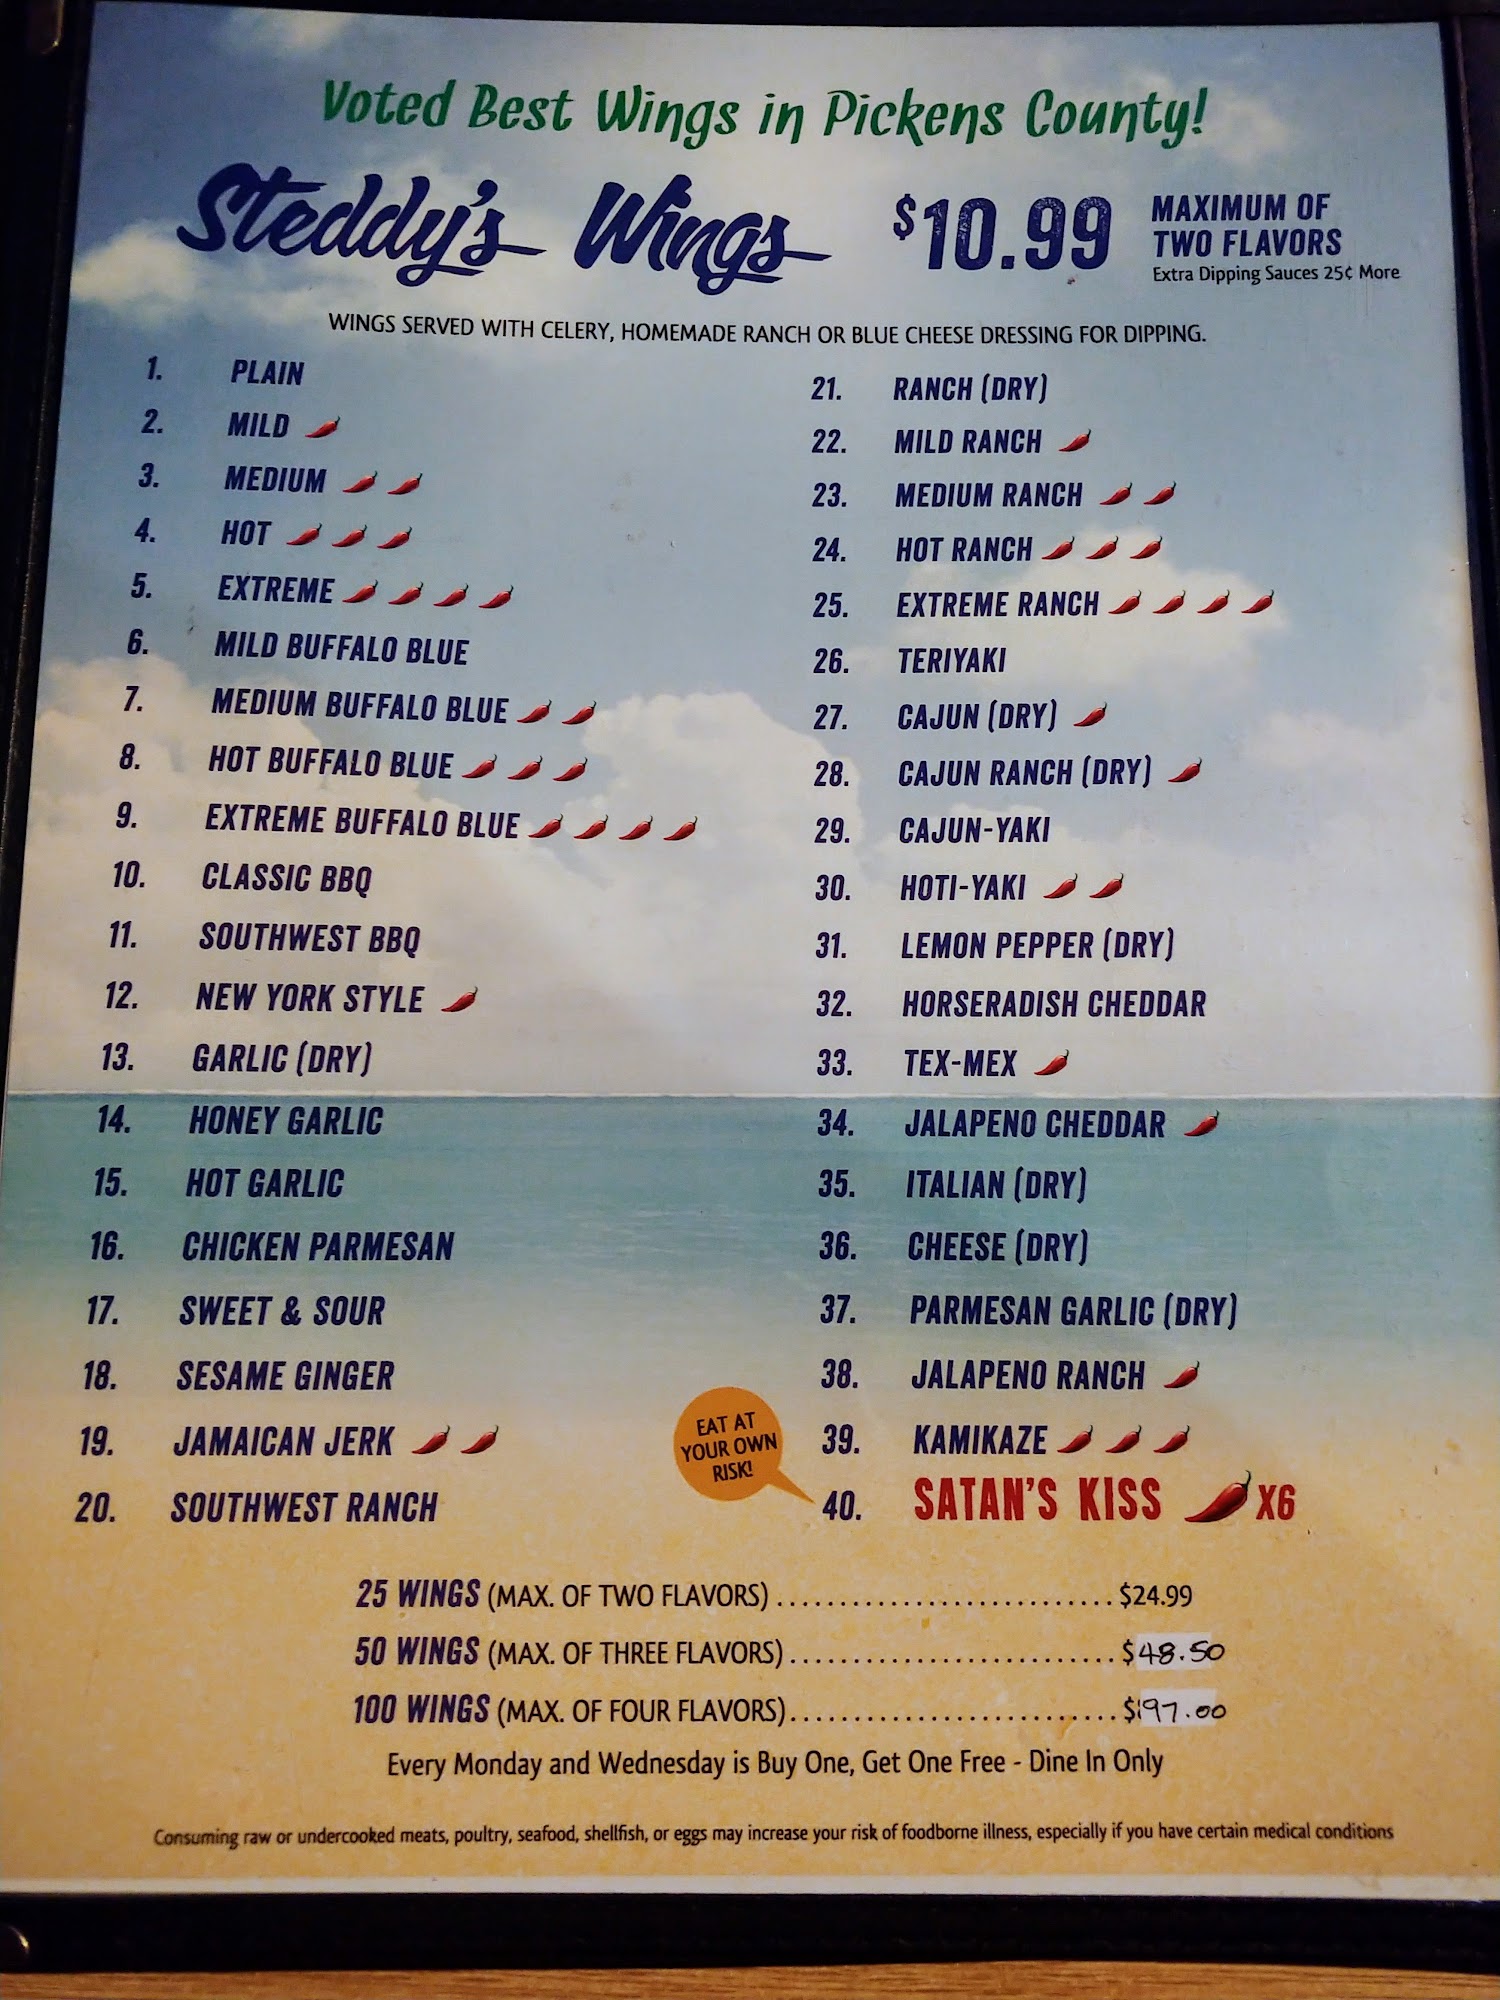 Voted Best Wings in Pickens County!
Steddy's Wings $10.99 MAXIMUM OF
TWO FLAVORS
Extra Dipping Sauces 25¢ More
WINGS SERVED WITH CELERY, HOMEMADE RANCH OR BLUE CHEESE DRESSING FOR DIPPING.
1. PLAIN
2. MILD
3. MEDIUM
4. HOT
5. EXTREME
6. MILD BUFFALO BLUE
7. MEDIUM BUFFALO BLUE
8. HOT BUFFALO BLUE
9. EXTREME BUFFALO BLUE
10. CLASSIC BBQ
11. SOUTHWEST BBQ
12. NEW YORK STYLE
13. GARLIC (DRY)
14. HONEY GARLIC
15. HOT GARLIC
16. CHICKEN PARMESAN
17. SWEET & SOUR
18. SESAME GINGER
19. JAMAICAN JERK
20. SOUTHWEST RANCH
21. RANCH (DRY)
22. MILD RANCH
23. MEDIUM RANCH
24. HOT RANCH
25. EXTREME RANCH
26. TERIYAKI
27. CAJUN (DRY)
28. CAJUN RANCH (DRY)
29. CAJUN-YAKI
30. HOTI-YAKI
31. LEMON PEPPER (DRY)
32. HORSERADISH CHEDDAR
33. TEX-MEX
34. JALAPENO CHEDDAR
35. ITALIAN (DRY)
36. CHEESE (DRY)
37. PARMESAN GARLIC (DRY)
38. JALAPENO RANCH
39. KAMIKAZE
EAT AT
YOUR OWN
RISK!
40. SATAN'S KISS X6
25 WINGS (MAX. OF TWO FLAVORS)...........................$24.99
50 WINGS (MAX. OF THREE FLAVORS)..........................$48.50
100 WINGS (MAX. OF FOUR FLAVORS)..........................$97.00
Every Monday and Wednesday is Buy One, Get One Free - Dine In Only
Consuming raw or undercooked meats, poultry, seafood, shellfish, or eggs may increase your risk of foodborne illness, especially if you have certain medical conditions